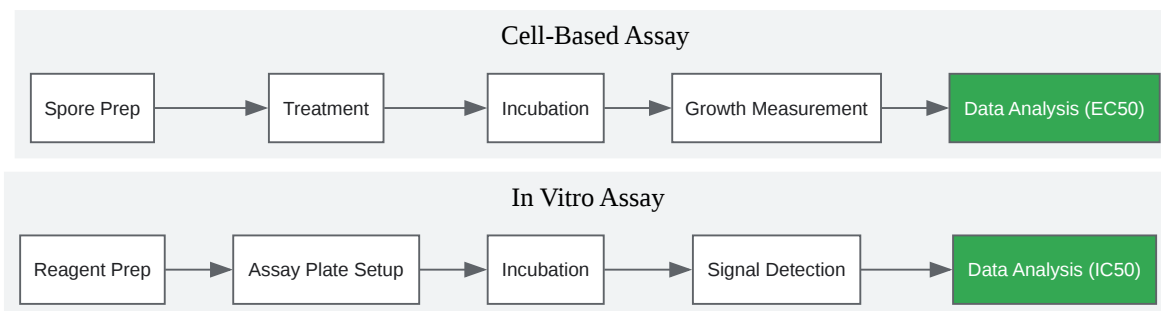 Cell-Based Assay
Spore Prep
Treatment
Incubation
Growth Measurement
Data Analysis (EC50)
In Vitro Assay
Reagent Prep
Assay Plate Setup
Incubation
Signal Detection
Data Analysis (IC50)